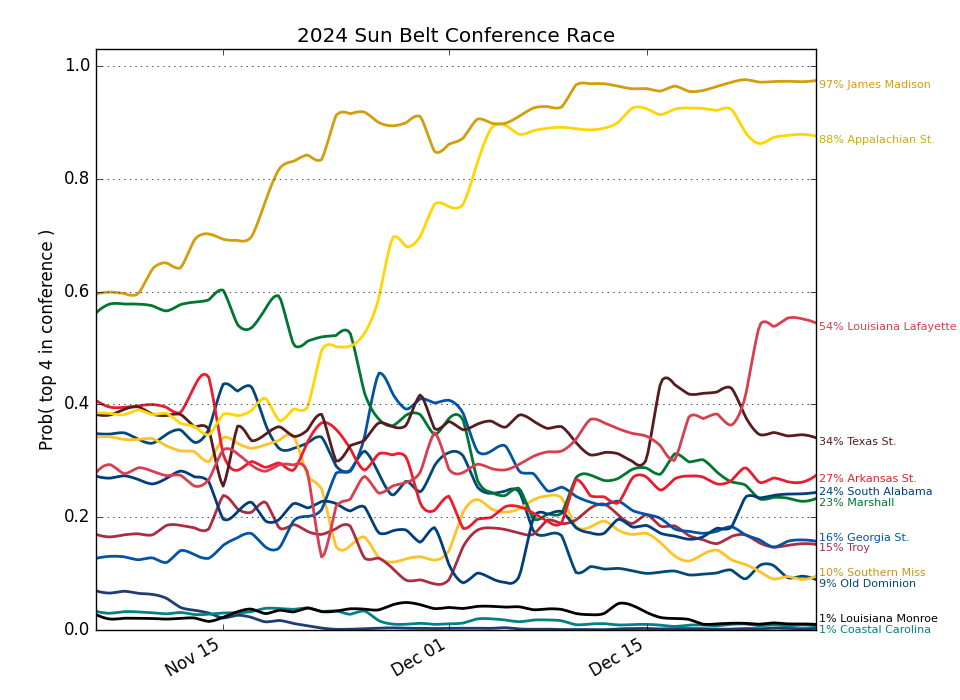 2024 Sun Belt Conference Race
Prob( top 4 in conference )
1.0
0.8
0.6
0.4
0.2
0.0
Nov 15
Dec 01
Dec 15
97% James Madison
88% Appalachian St.
54% Louisiana Lafayette
34% Texas St.
27% Arkansas St.
24% South Alabama
23% Marshall
16% Georgia St.
15% Troy
10% Southern Miss
9% Old Dominion
1% Louisiana Monroe
1% Coastal Carolina